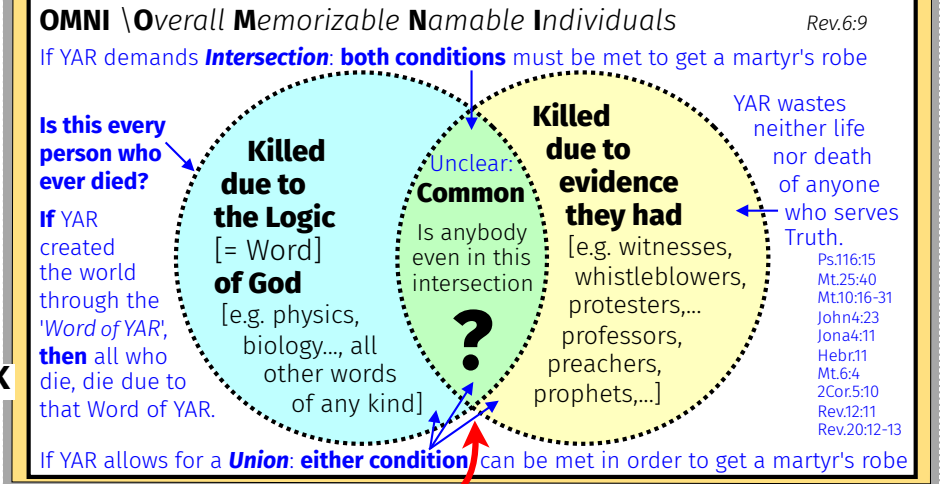 OMNI \Overall Memorizable Namable Individuals
Rev.6:9
If YAR demands Intersection: both conditions must be met to get a martyr's robe
Is this every
person who
ever died?
If YAR
created
the world
through the
'Word of YAR',
then all who
die, die due to
that Word of YAR.
Killed
due to
the Logic
[= Word]
of God
[e.g. physics,
biology..., all
other words
of any kind]
Unclear:
Common
Is anybody
even in this
intersection
?
Killed
due to
evidence
they had
[e.g. witnesses,
whistleblowers,
protesters,...
professors,
preachers,
prophets,...]
YAR wastes
neither life
nor death
of anyone
who serves
Truth.
Ps.116:15
Mt.25:40
Mt.10:16-31
John4:23
Jona4:11
Hebr.11
Mt.6:4
2Cor.5:10
Rev.12:11
Rev.20:12-13
If YAR allows for a Union: either condition can be met in order to get a martyr's robe